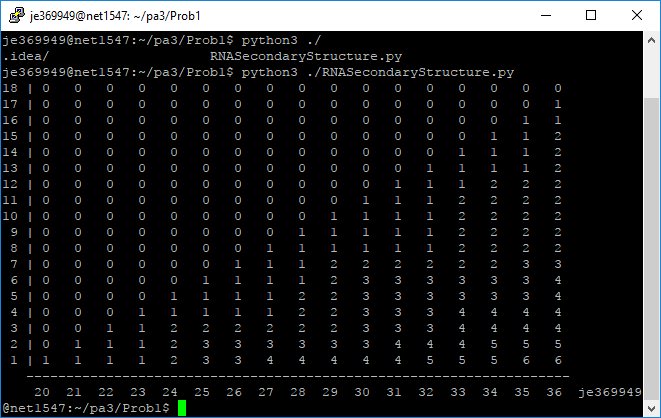 je369949@net1547: ~/pa3/Prob1
je369949@net1547:~/pa3/Prob1$ python3 ./
.idea/ RNASecondaryStructure.py
je369949@net1547:~/pa3/Prob1$ python3 ./RNASecondaryStructure.py
18 | 0 0 0 0 0 0 0 0 0 0 0 0 0 0 0 0 0
17 | 0 0 0 0 0 0 0 0 0 0 0 0 0 0 0 0 1
16 | 0 0 0 0 0 0 0 0 0 0 0 0 0 0 0 1 1
15 | 0 0 0 0 0 0 0 0 0 0 0 0 0 0 1 1 2
14 | 0 0 0 0 0 0 0 0 0 0 0 0 0 1 1 1 2
13 | 0 0 0 0 0 0 0 0 0 0 0 0 1 1 1 2 2
12 | 0 0 0 0 0 0 0 0 0 0 0 1 1 1 2 2 2
11 | 0 0 0 0 0 0 0 0 0 0 1 1 1 2 2 2 2
10 | 0 0 0 0 0 0 0 0 0 1 1 1 1 2 2 2 2
9 | 0 0 0 0 0 0 0 0 1 1 1 1 1 2 2 2 2
8 | 0 0 0 0 0 0 0 1 1 1 1 1 1 2 2 2 2
7 | 0 0 0 0 0 0 1 1 1 2 2 2 2 2 2 3 3
6 | 0 0 0 0 0 1 1 1 1 2 3 3 3 3 3 3 4
5 | 0 0 0 0 1 1 1 1 1 2 3 3 3 3 3 3 4
4 | 0 0 0 1 1 1 1 1 1 2 3 3 3 4 4 4 4
3 | 0 0 1 1 2 2 2 2 2 2 3 3 3 4 4 4 4
2 | 0 1 1 1 2 3 3 3 3 3 3 4 4 4 5 5 5
1 | 1 1 1 1 2 3 3 4 4 4 4 4 5 5 5 6 6
--------------------------------------------------------------------
20 21 22 23 24 25 26 27 28 29 30 31 32 33 34 35 36 je369949
@net1547:~/pa3/Prob1$